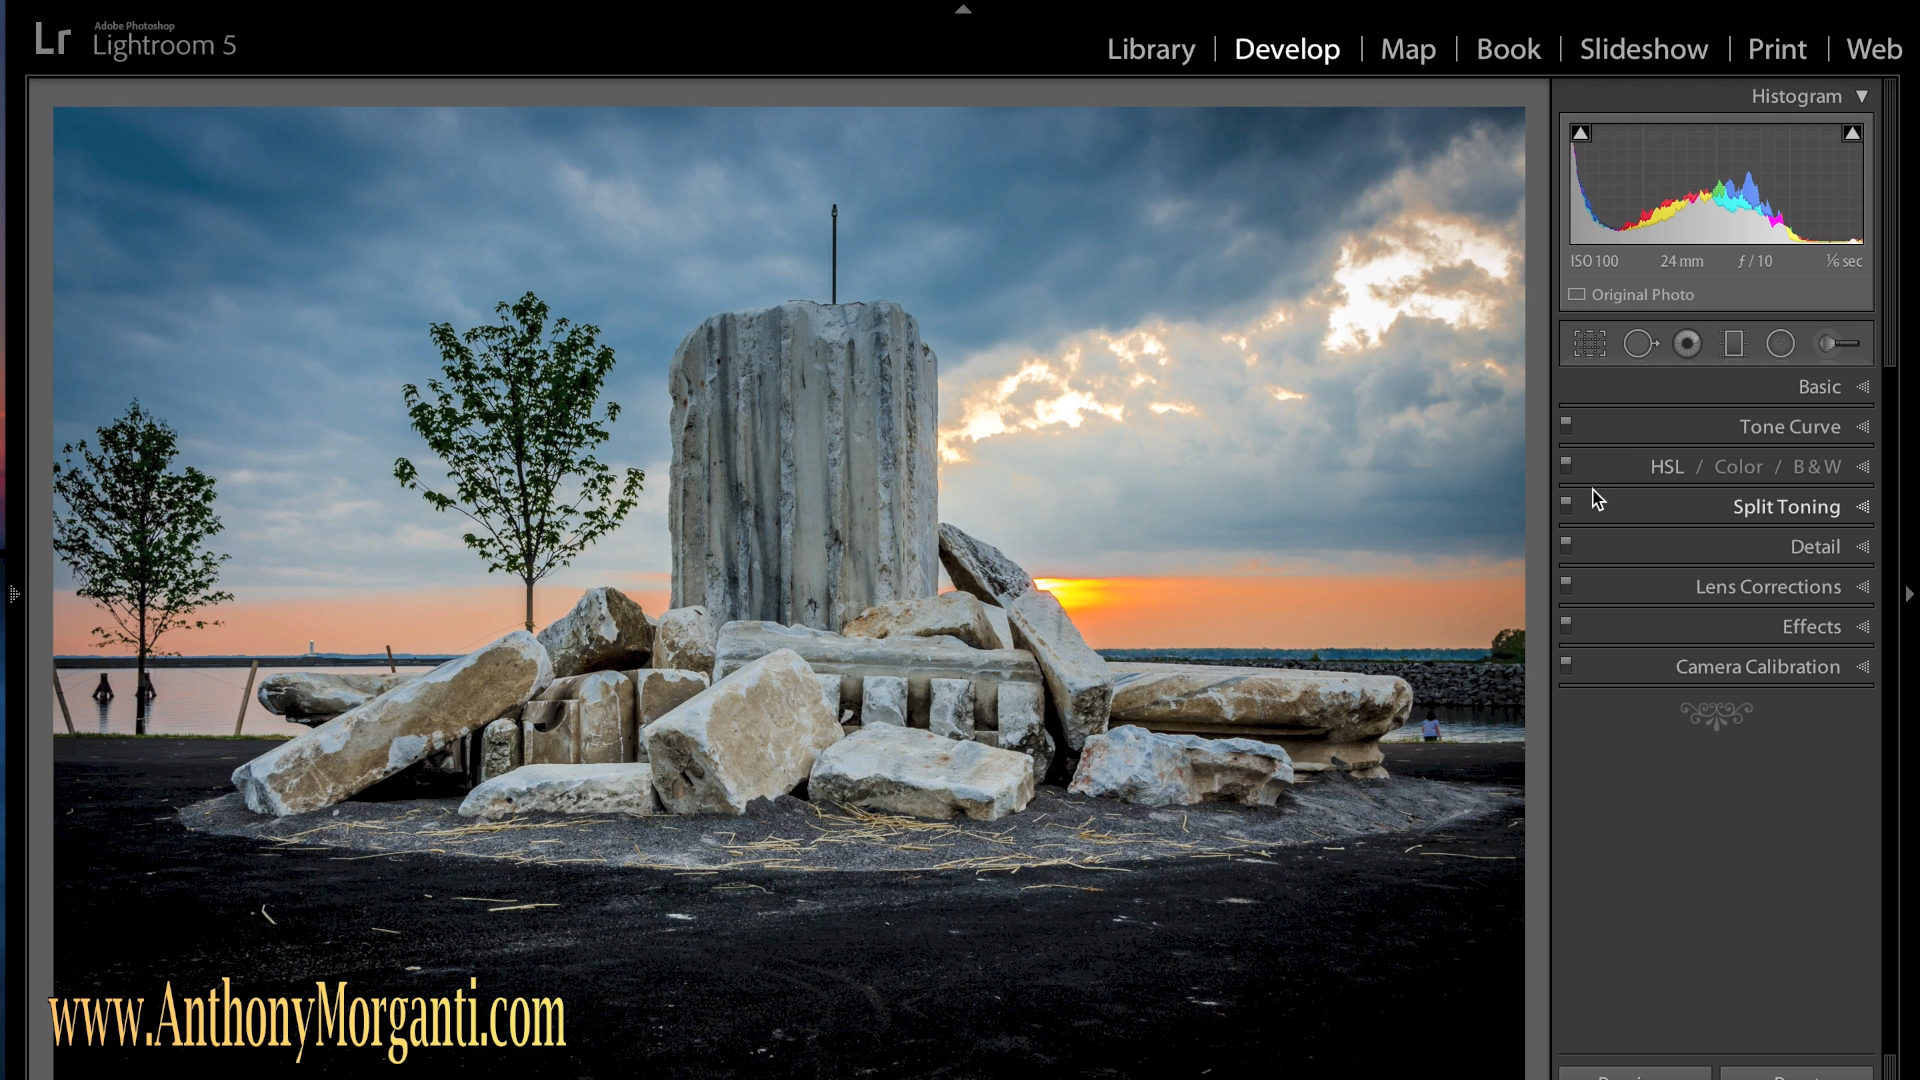 Lr
Adobe Photoshop
Lightroom 5
Library | Develop | Map | Book | Slideshow | Print | Web
Histogram
ISO 100 24 mm ƒ / 10 ⅙ sec
Original Photo
Basic
Tone Curve
HSL / Color / B & W
Split Toning
Detail
Lens Corrections
Effects
Camera Calibration
www.AnthonyMorganti.com